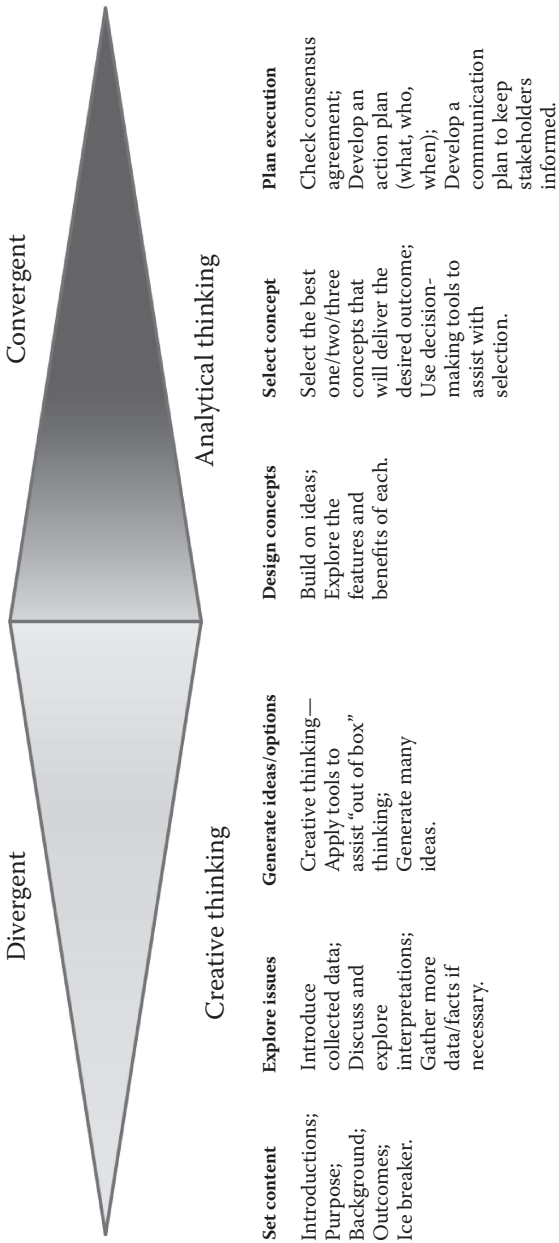 Divergent
Convergent
Creative thinking
Analytical thinking
Set content
Introductions;
Purpose;
Background;
Outcomes;
Ice breaker.
Explore issues
Introduce
collected data;
Discuss and
explore
interpretations;
Gather more
data/facts if
necessary.
Generate ideas/options
Creative thinking—
Apply tools to
assist “out of box”
thinking;
Generate many
ideas.
Design concepts
Build on ideas;
Explore the
features and
benefits of each.
Select concept
Select the best
one/two/three
concepts that
will deliver the
desired outcome;
Use decision-
making tools to
assist with
selection.
Plan execution
Check consensus
agreement;
Develop an
action plan
(what, who,
when);
Develop a
communication
plan to keep
stakeholders
informed.